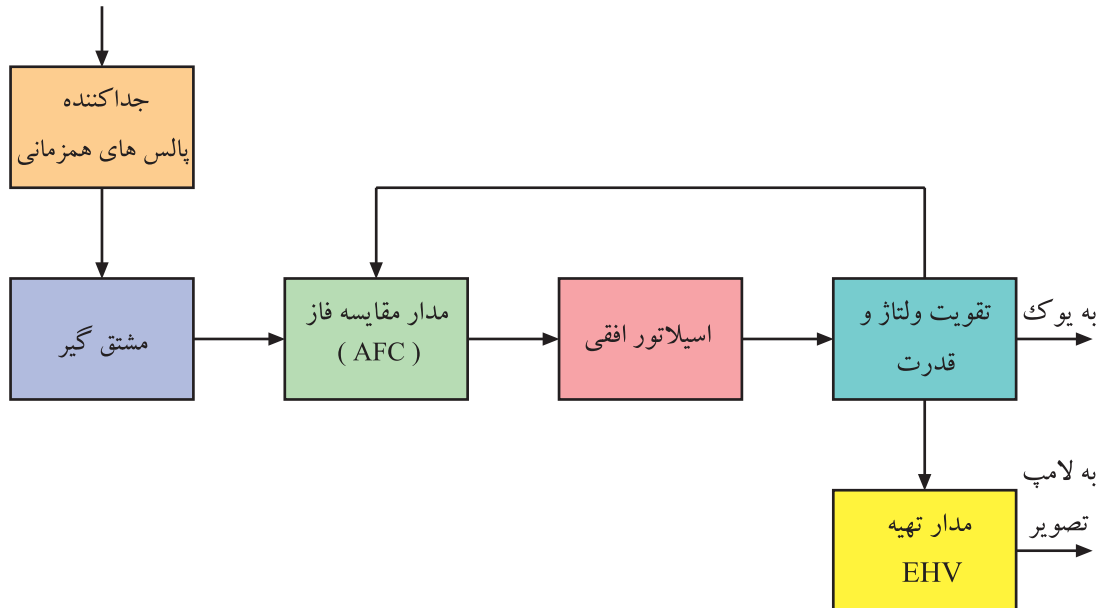 جداکننده
پالس های همزمانی
مشتق گیر
مدار مقایسه فاز
( AFC )
اسیلاتور افقی
تقویت ولتاژ و
قدرت
به یوک
به لامپ
تصویر
مدار تهیه
EHV